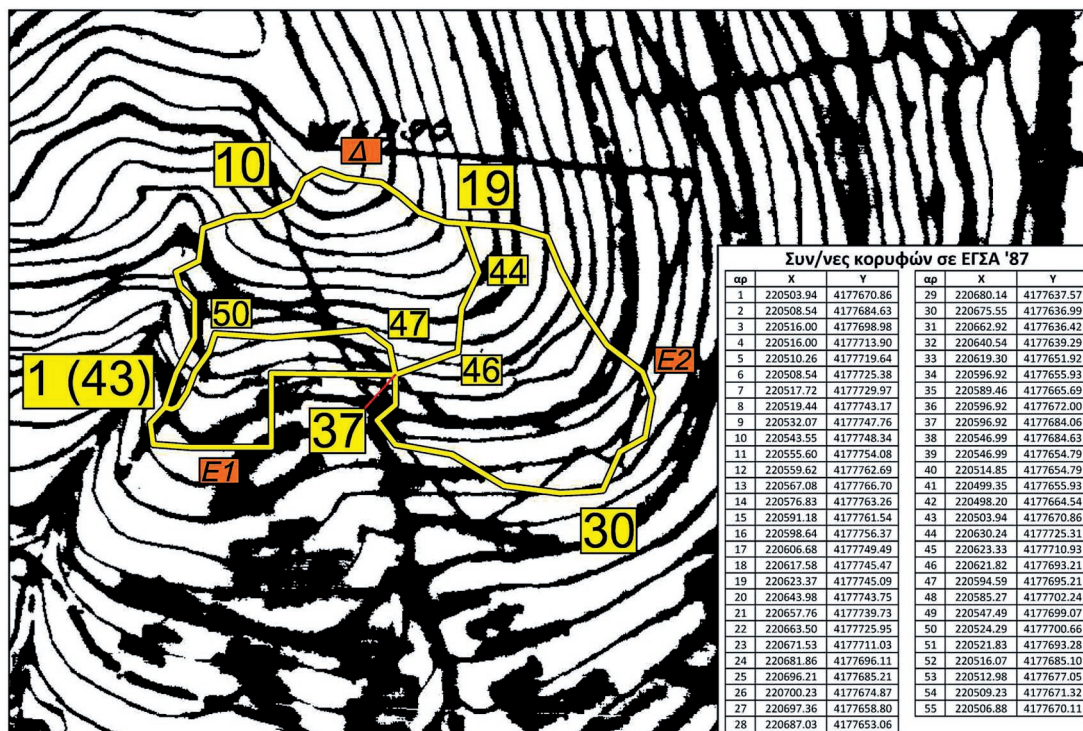 10
Δ
19
44
50
47
46
1 (43)
E2
37
E1
30
Συν/νες κορυφών σε ΕΓΣΑ '87
αρ X Y αρ X Y
1 220503.94 4177670.86 29 220680.14 4177637.57
2 220508.54 4177684.63 30 220675.55 4177636.99
3 220516.00 4177698.98 31 220662.92 4177636.42
4 220516.00 4177713.90 32 220640.54 4177639.29
5 220510.26 4177719.64 33 220619.30 4177651.92
6 220508.54 4177725.38 34 220596.92 4177655.93
7 220517.72 4177729.97 35 220589.46 4177665.69
8 220519.44 4177743.17 36 220596.92 4177672.00
9 220532.07 4177747.76 37 220596.92 4177684.06
10 220543.55 4177748.34 38 220546.99 4177684.63
11 220555.60 4177754.08 39 220546.99 4177654.79
12 220559.62 4177762.69 40 220514.85 4177654.79
13 220567.08 4177766.70 41 220499.35 4177655.93
14 220576.83 4177763.26 42 220498.20 4177664.54
15 220591.18 4177761.54 43 220503.94 4177670.86
16 220598.64 4177756.37 44 220630.24 4177725.31
17 220606.68 4177749.49 45 220623.33 4177710.93
18 220617.58 4177745.47 46 220621.82 4177693.21
19 220623.37 4177745.09 47 220594.59 4177695.21
20 220643.98 4177743.75 48 220585.27 4177702.24
21 220657.76 4177739.73 49 220547.49 4177699.07
22 220663.50 4177725.95 50 220524.29 4177700.66
23 220671.53 4177711.03 51 220521.83 4177693.28
24 220681.86 4177696.11 52 220516.07 4177685.10
25 220696.21 4177685.21 53 220512.98 4177677.05
26 220700.23 4177674.87 54 220509.23 4177671.32
27 220697.36 4177658.80 55 220506.88 4177670.11
28 220687.03 4177653.06